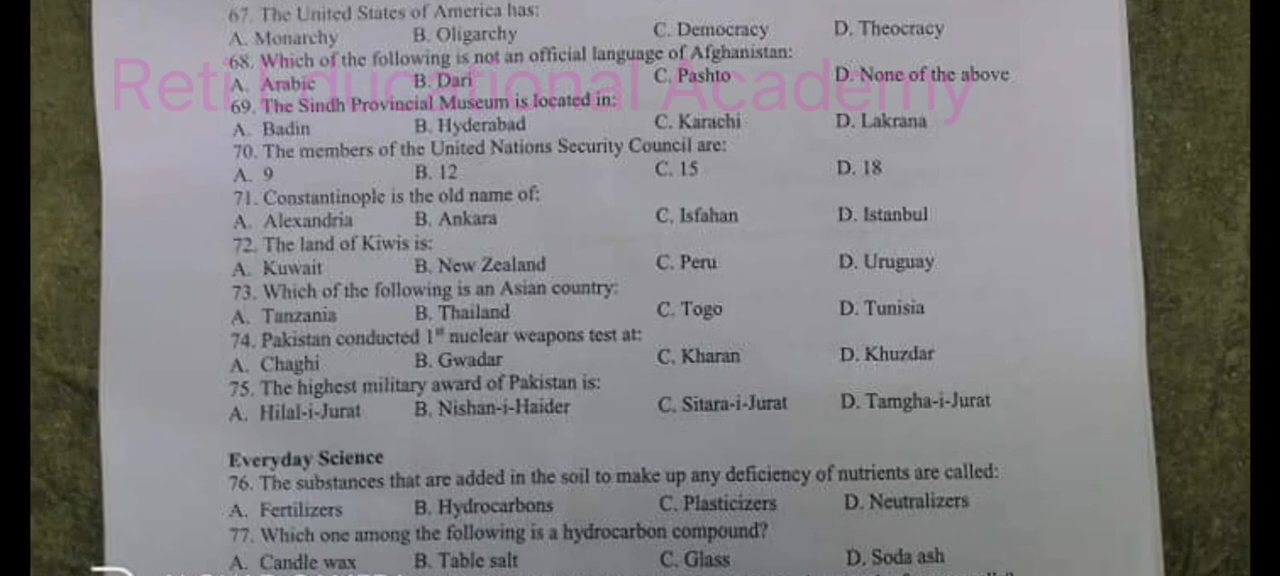 67. The United States of America has:
A. Monarchy B. Oligarchy C. Democracy D. Theocracy
68. Which of the following is not an official language of Afghanistan:
A. Arabic B. Dari C. Pashto D. None of the above
Reti Educational Academy
69. The Sindh Provincial Museum is located in:
A. Badin B. Hyderabad C. Karachi D. Lakrana
70. The members of the United Nations Security Council are:
A. 9 B. 12 C. 15 D. 18
71. Constantinople is the old name of:
A. Alexandria B. Ankara C. Isfahan D. Istanbul
72. The land of Kiwis is:
A. Kuwait B. New Zealand C. Peru D. Uruguay
73. Which of the following is an Asian country:
A. Tanzania B. Thailand C. Togo D. Tunisia
74. Pakistan conducted 1st nuclear weapons test at:
A. Chaghi B. Gwadar C. Kharan D. Khuzdar
75. The highest military award of Pakistan is:
A. Hilal-i-Jurat B. Nishan-i-Haider C. Sitara-i-Jurat D. Tamgha-i-Jurat
Everyday Science
76. The substances that are added in the soil to make up any deficiency of nutrients are called:
A. Fertilizers B. Hydrocarbons C. Plasticizers D. Neutralizers
77. Which one among the following is a hydrocarbon compound?
A. Candle wax B. Table salt C. Glass D. Soda ash